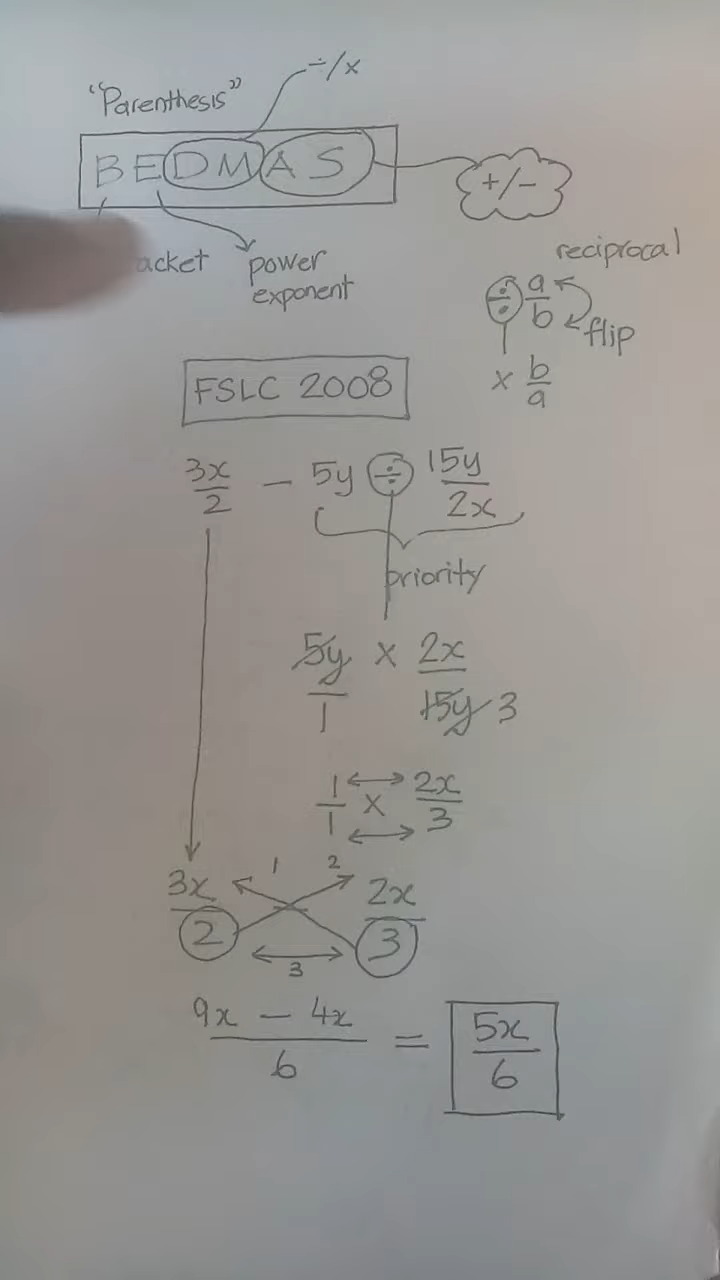 ÷/x
"Parenthesis"
BEDMAS
+/-
acket
power
exponent
reciprocal
÷ a/b
flip
x b/a
FSLC 2008
3x/2 - 5y ÷ 15y/2x
priority
5y/1 x 2x/15y 3
1/1 x 2x/3
1 2
3x/2 2x/3
3
9x - 4x/6 = 5x/6